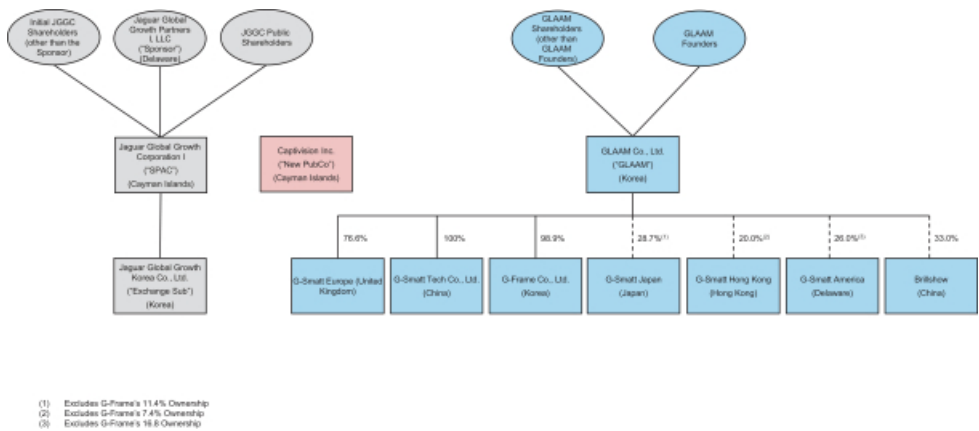 Initial JGGC
Shareholders
(other than the
Sponsor)
Jaguar Global
Growth Partners
I, LLC
("Sponsor")
(Delaware)
JGGC Public
Shareholders
GLAAM
Shareholders
(other than
GLAAM
Founders)
GLAAM
Founders
Jaguar Global Growth
Corporation I
("SPAC")
(Cayman Islands)
Captivision Inc.
("New PubCo")
(Cayman Islands)
GLAAM Co., Ltd.
("GLAAM")
(Korea)
76.6%
100%
98.9%
28.7%(1)
20.0%(2)
26.0%(3)
33.0%
Jaguar Global Growth
Korea Co., Ltd.
("Exchange Sub")
(Korea)
G-Smatt Europe (United
Kingdom)
G-Smatt Tech Co., Ltd.
(China)
G-Frame Co., Ltd.
(Korea)
G-Smatt Japan
(Japan)
G-Smatt Hong Kong
(Hong Kong)
G-Smatt America
(Delaware)
Brillshow
(China)
(1) Excludes G-Frame's 11.4% Ownership
(2) Excludes G-Frame's 7.4% Ownership
(3) Excludes G-Frame's 16.8 Ownership